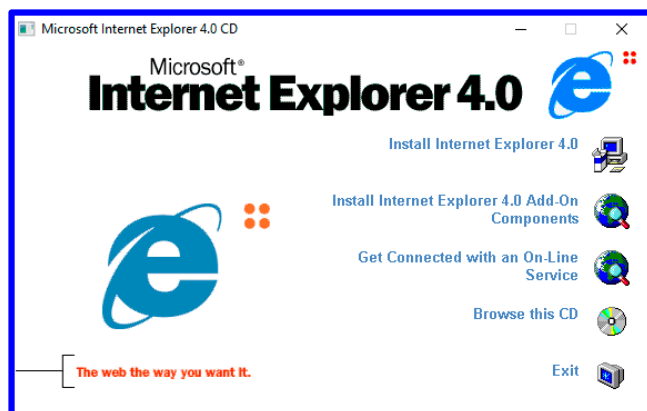 Microsoft Internet Explorer 4.0 CD
Microsoft®
Internet Explorer 4.0
Install Internet Explorer 4.0
Install Internet Explorer 4.0 Add-On
Components
Get Connected with an On-Line
Service
Browse this CD
Exit
The web the way you want it.